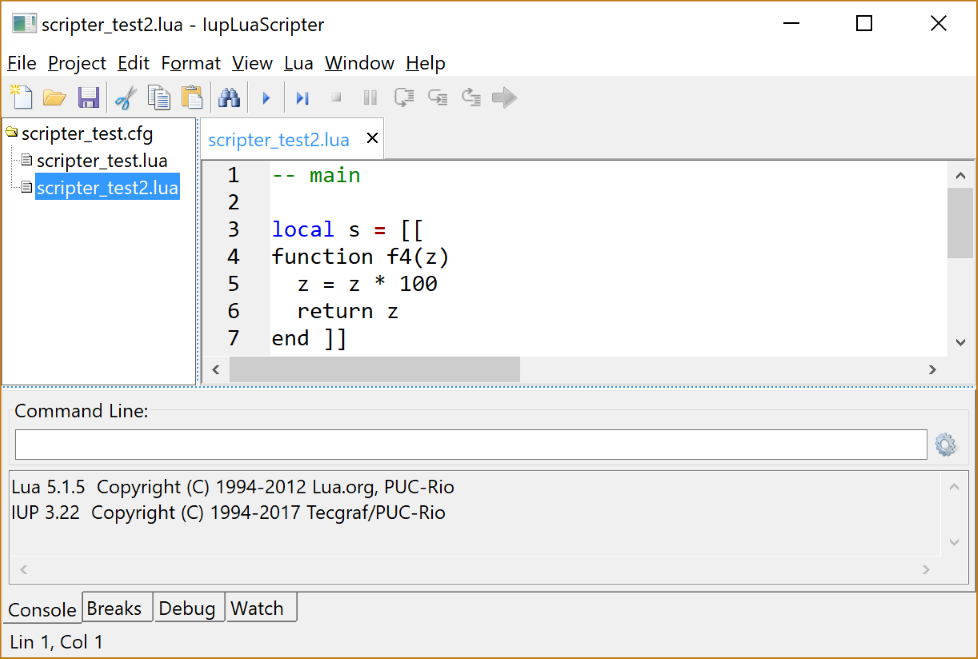 scripter_test2.lua - IupLuaScripter
File Project Edit Format View Lua Window Help
scripter_test.cfg
scripter_test.lua
scripter_test2.lua
scripter_test2.lua
1 -- main
2
3 local s = [[
4 function f4(z)
5   z = z * 100
6   return z
7 end ]]
Command Line:
Lua 5.1.5  Copyright (C) 1994-2012 Lua.org, PUC-Rio
IUP 3.22  Copyright (C) 1994-2017 Tecgraf/PUC-Rio
Console Breaks Debug Watch
Lin 1, Col 1